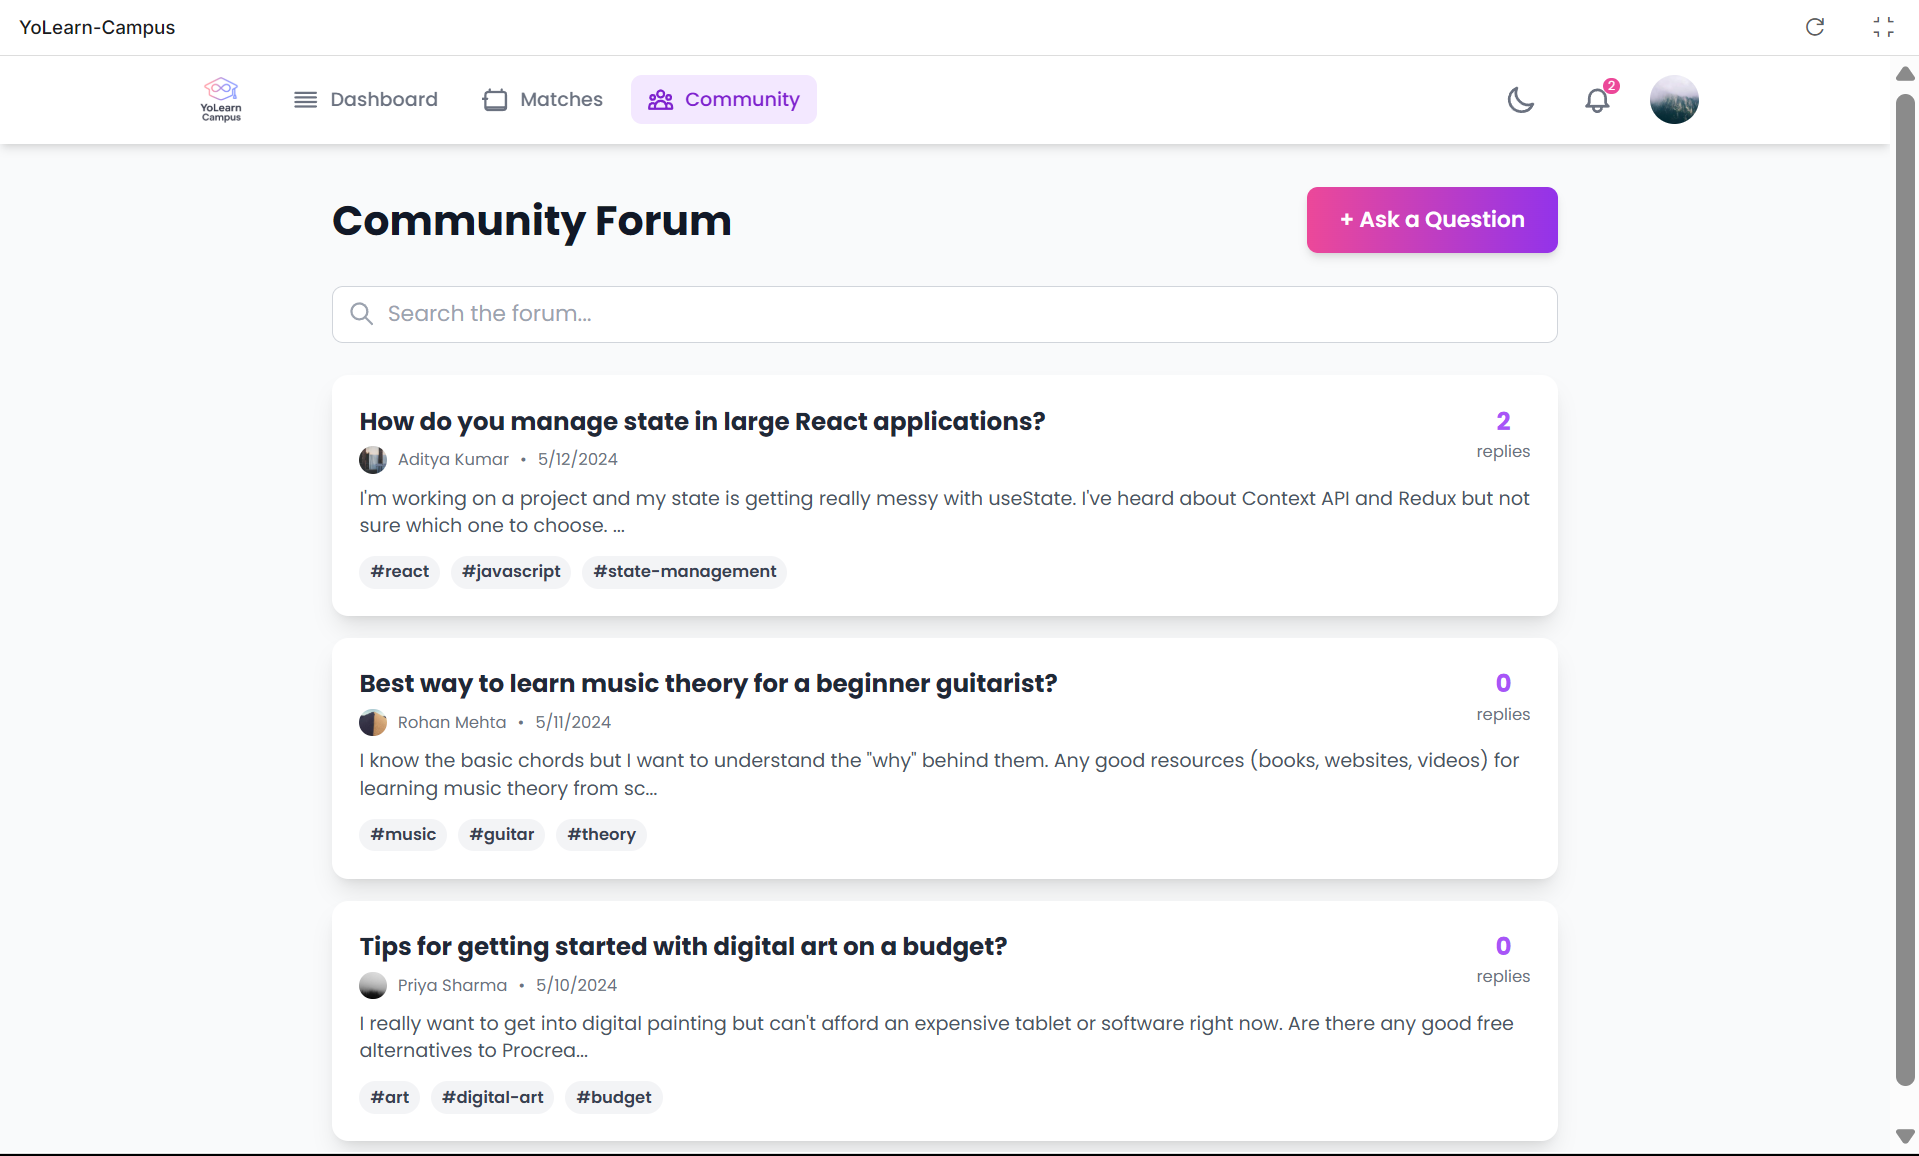 YoLearn-Campus
YoLearn
Campus
Dashboard
Matches
Community
2
Community Forum
+ Ask a Question
Search the forum...
How do you manage state in large React applications?
2
replies
Aditya Kumar • 5/12/2024
I'm working on a project and my state is getting really messy with useState. I've heard about Context API and Redux but not
sure which one to choose. ...
#react #javascript #state-management
Best way to learn music theory for a beginner guitarist?
0
replies
Rohan Mehta • 5/11/2024
I know the basic chords but I want to understand the "why" behind them. Any good resources (books, websites, videos) for
learning music theory from sc...
#music #guitar #theory
Tips for getting started with digital art on a budget?
0
replies
Priya Sharma • 5/10/2024
I really want to get into digital painting but can't afford an expensive tablet or software right now. Are there any good free
alternatives to Procrea...
#art #digital-art #budget